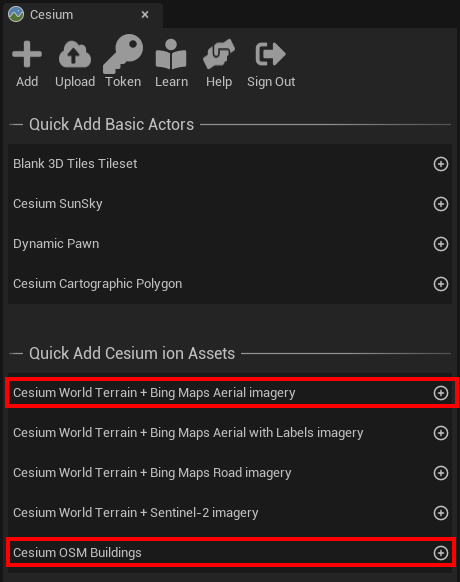 Cesium
Add Upload Token Learn Help Sign Out
Quick Add Basic Actors
Blank 3D Tiles Tileset
Cesium SunSky
Dynamic Pawn
Cesium Cartographic Polygon
Quick Add Cesium ion Assets
Cesium World Terrain + Bing Maps Aerial imagery
Cesium World Terrain + Bing Maps Aerial with Labels imagery
Cesium World Terrain + Bing Maps Road imagery
Cesium World Terrain + Sentinel-2 imagery
Cesium OSM Buildings